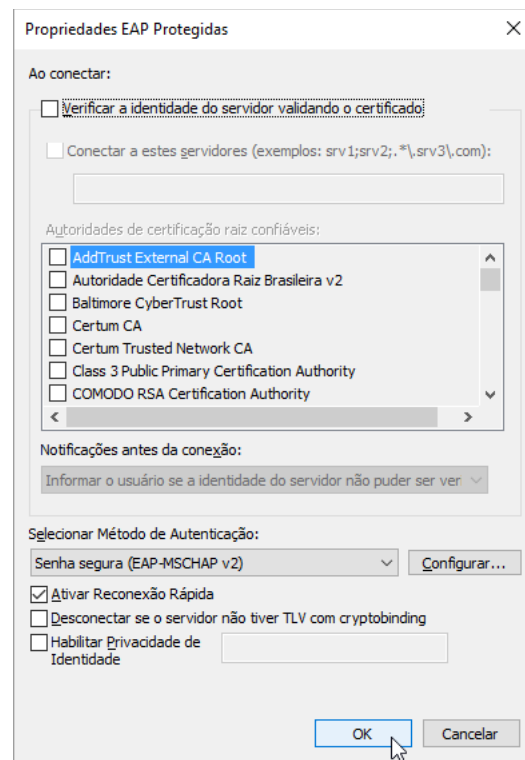 Propriedades EAP Protegidas
Ao conectar:
Verificar a identidade do servidor validando o certificado
Conectar a estes servidores (exemplos: srv1;srv2;.*\.srv3\.com):
Autoridades de certificação raiz confiáveis:
AddTrust External CA Root
Autoridade Certificadora Raiz Brasileira v2
Baltimore CyberTrust Root
Certum CA
Certum Trusted Network CA
Class 3 Public Primary Certification Authority
COMODO RSA Certification Authority
Notificações antes da conexão:
Informar o usuário se a identidade do servidor não puder ser ver
Selecionar Método de Autenticação:
Senha segura (EAP-MSCHAP v2)
Configurar...
Ativar Reconexão Rápida
Desconectar se o servidor não tiver TLV com cryptobinding
Habilitar Privacidade de
Identidade
OK
Cancelar